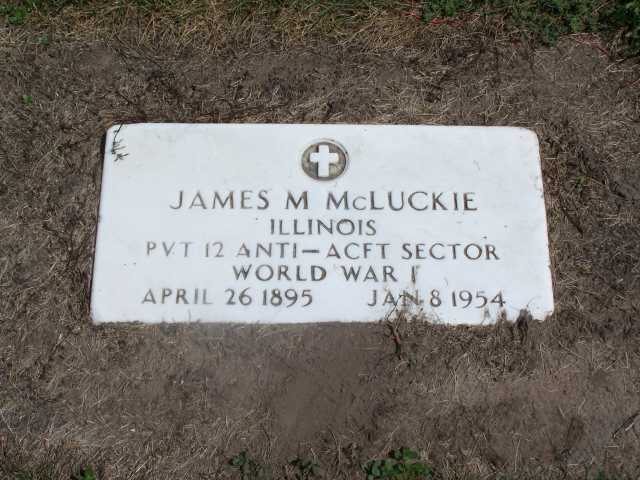 JAMES M McLUCKIE
ILLINOIS
PVT 12 ANTI-ACFT SECTOR
WORLD WAR I
APRIL 26 1895 JAN 8 1954